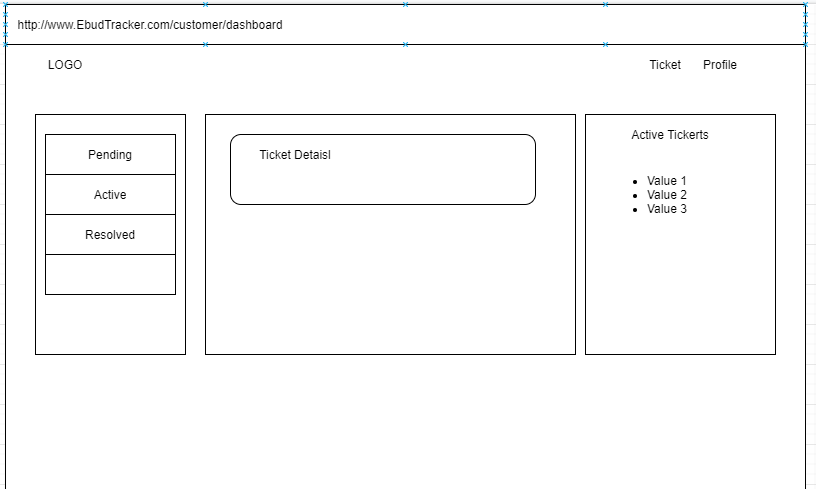 http://www.EbudTracker.com/customer/dashboard
LOGO
Ticket
Profile
Pending
Active
Resolved
Ticket Detaisl
Active Tickerts
Value 1
Value 2
Value 3